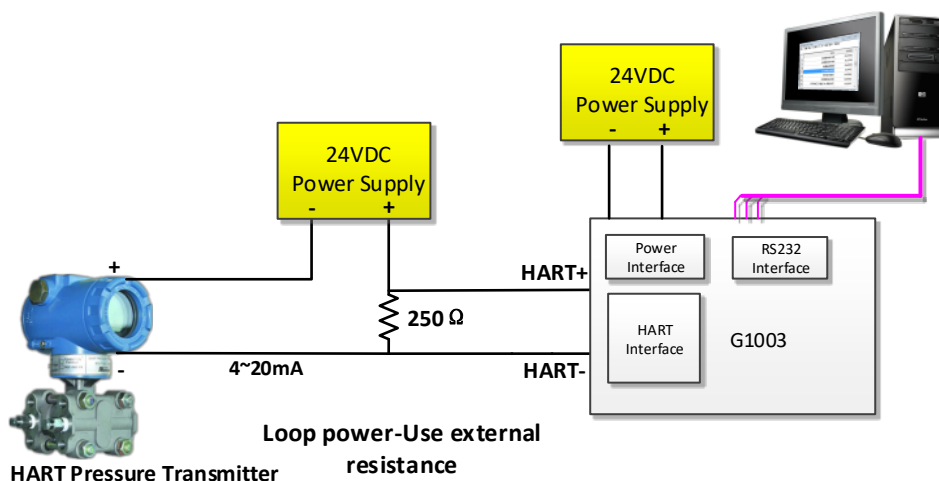 24VDC
Power Supply
- +
24VDC
Power Supply
- +
+
HART+
Power
Interface
RS232
Interface
250 Ω
HART
Interface
G1003
-
4~20mA
HART-
Loop power-Use external
resistance
HART Pressure Transmitter